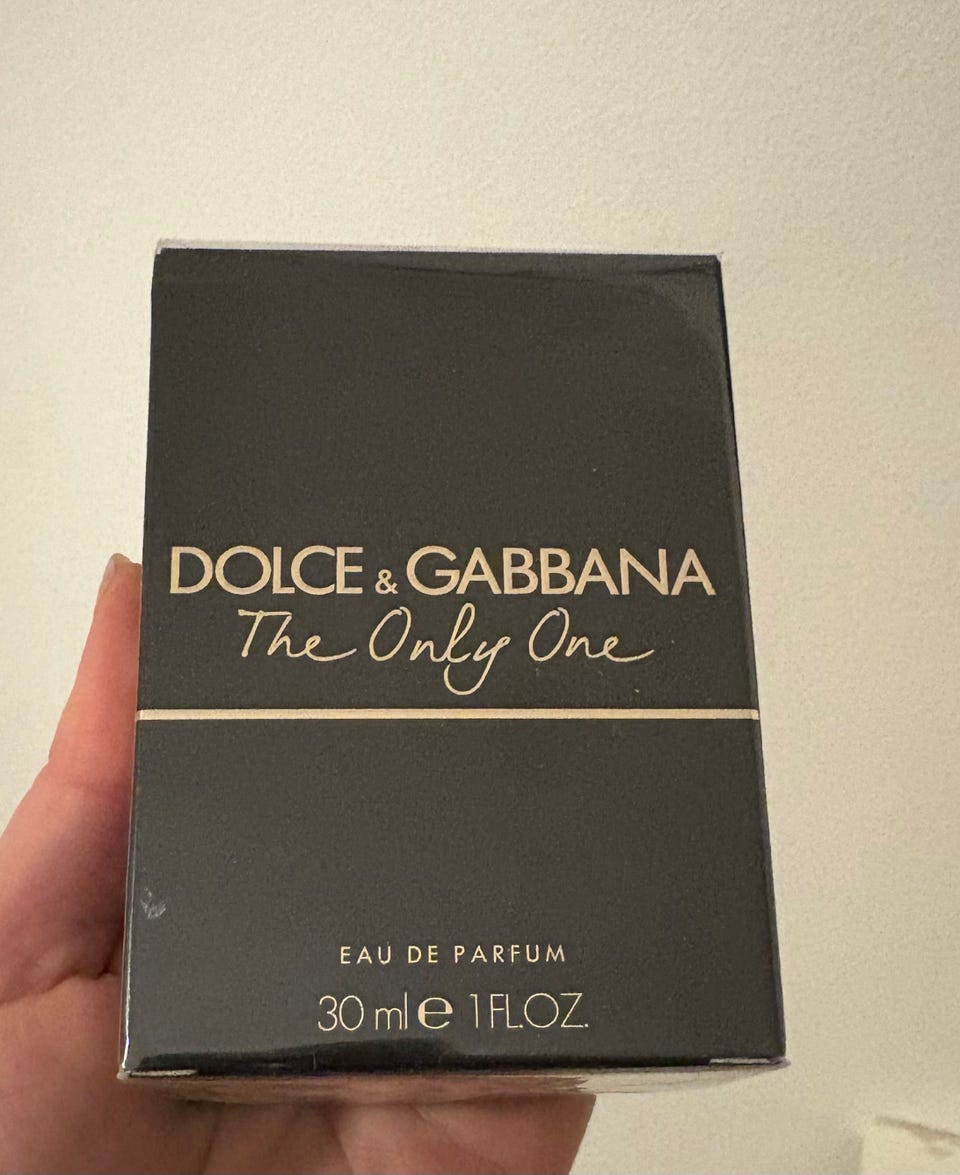 DOLCE & GABBANA
The Only One
EAU DE PARFUM
30 ml e 1 FL.OZ.